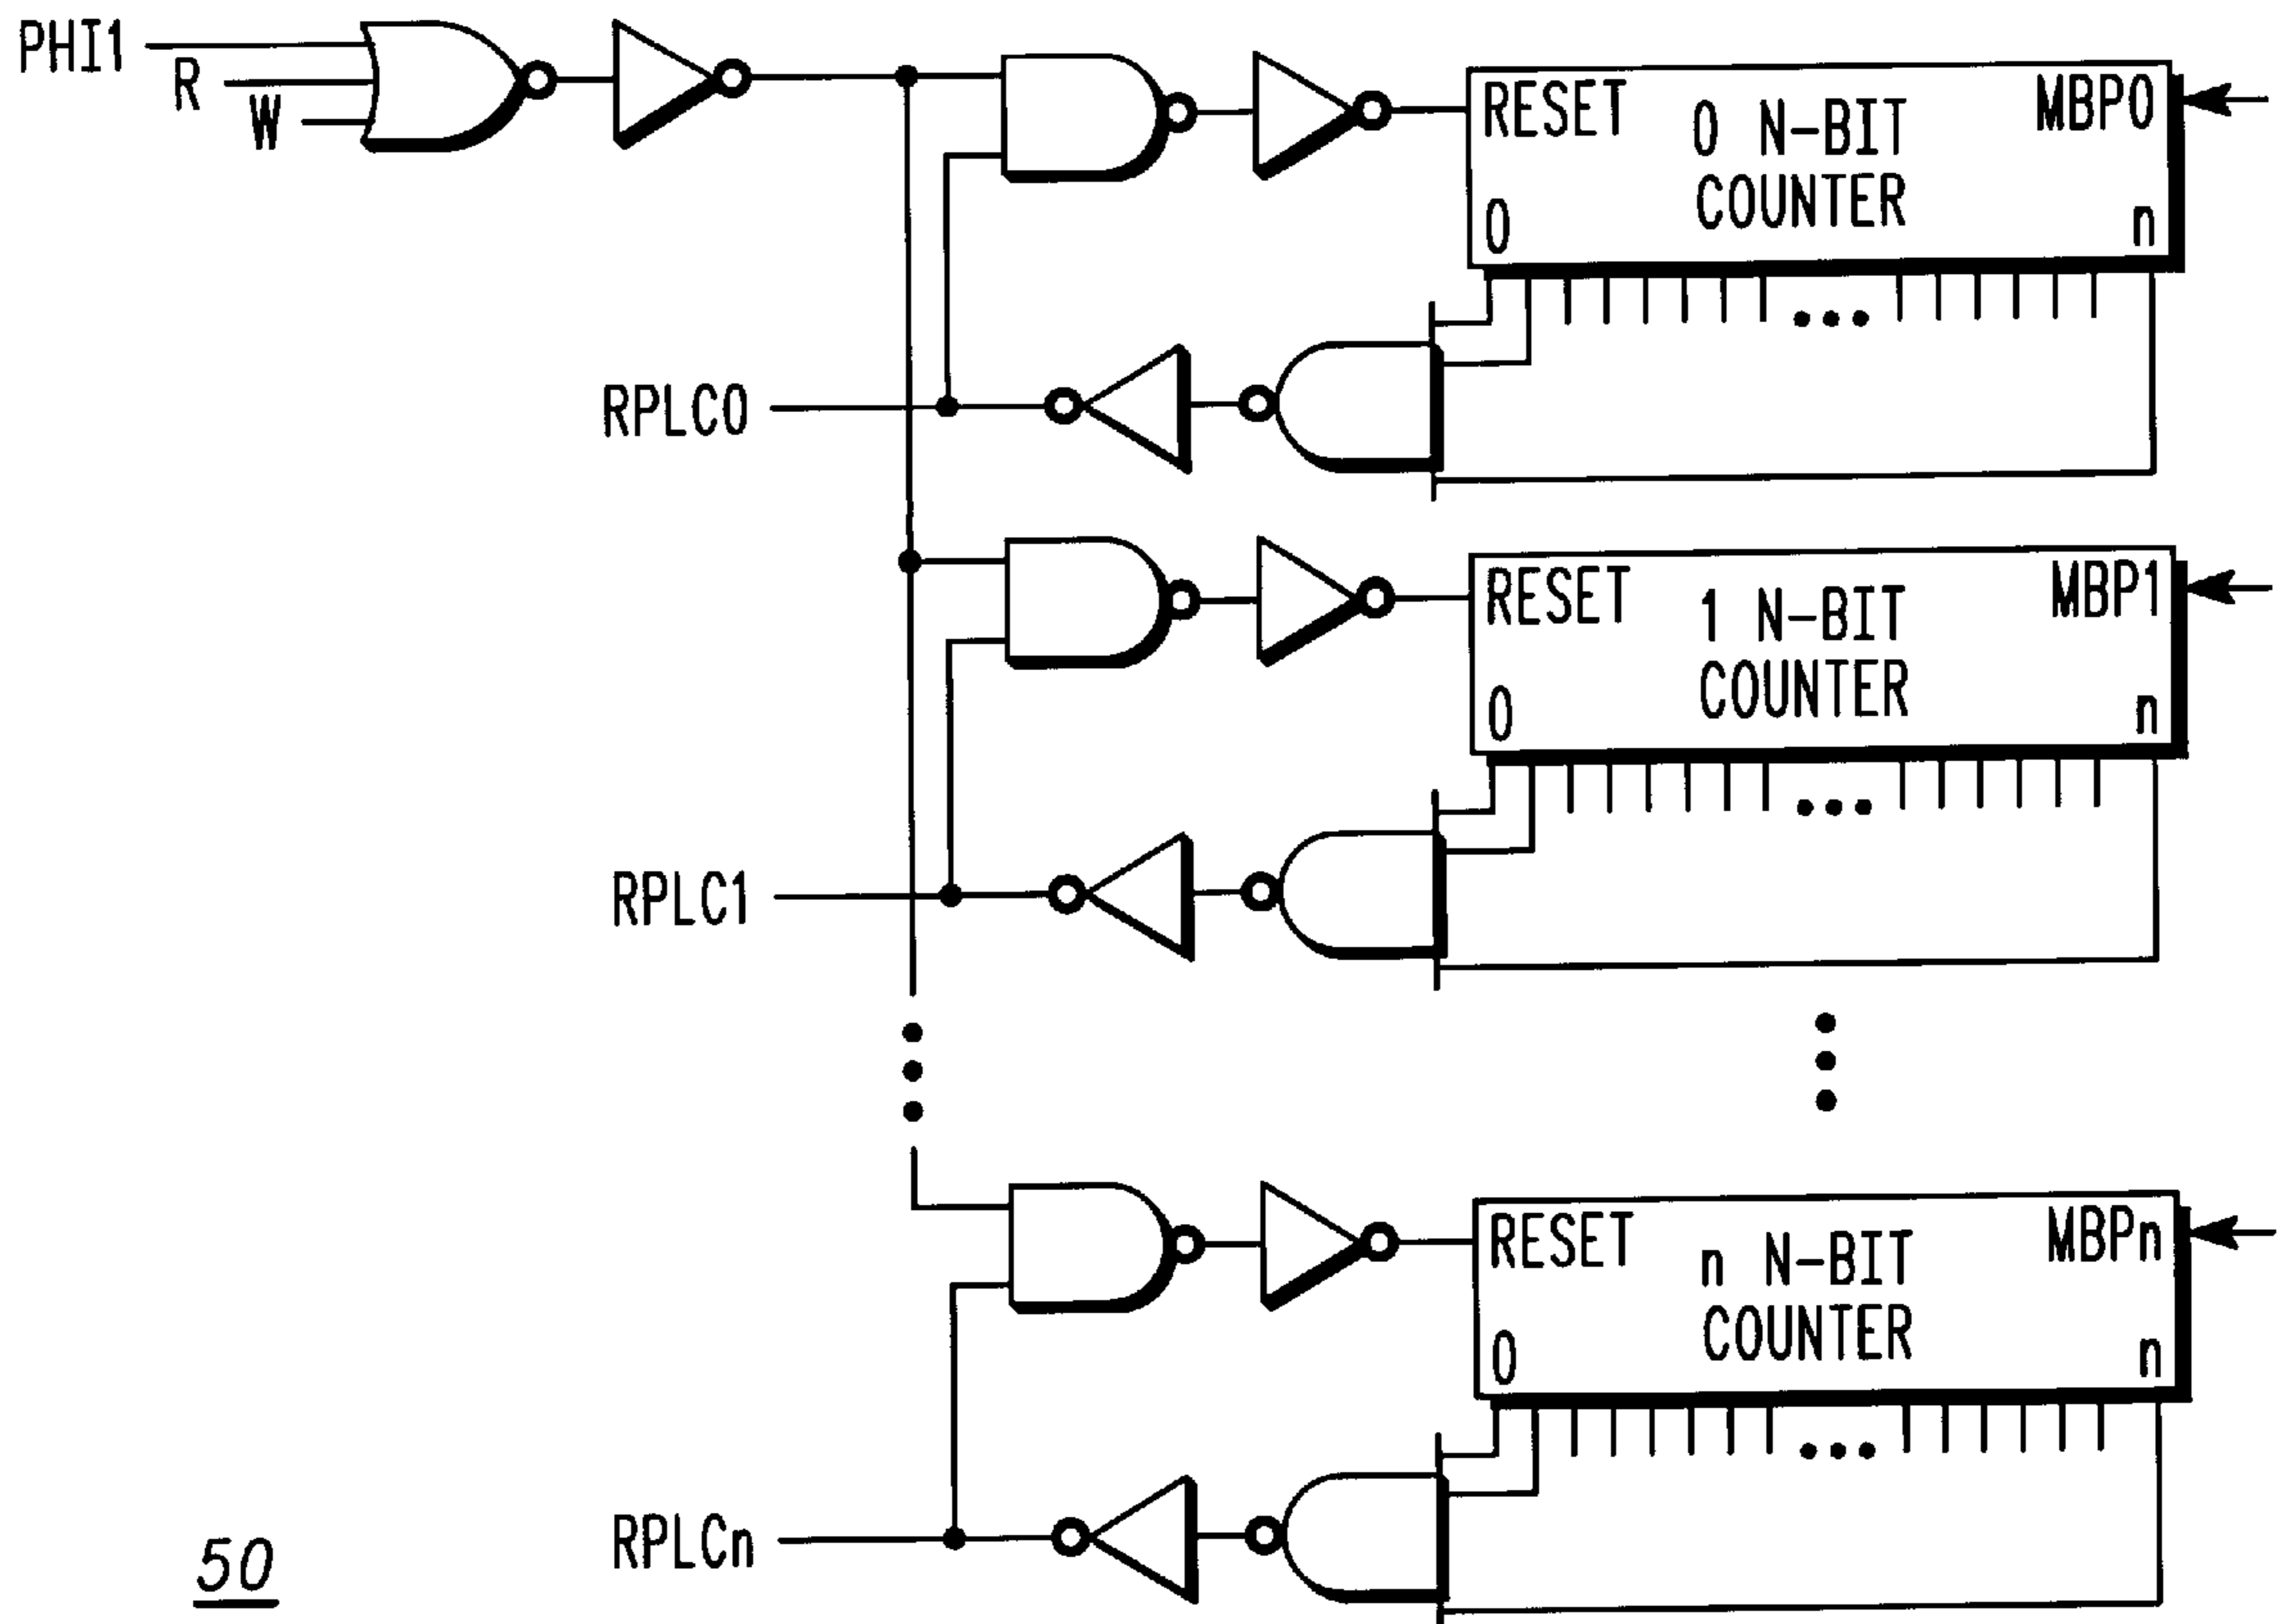 PHI1
R
W
RESET
0 N-BIT
COUNTER
MBP0
0
n
RPLC0
RESET
1 N-BIT
COUNTER
MBP1
0
n
RPLC1
RESET
n N-BIT
COUNTER
MBPn
0
n
RPLCn
50